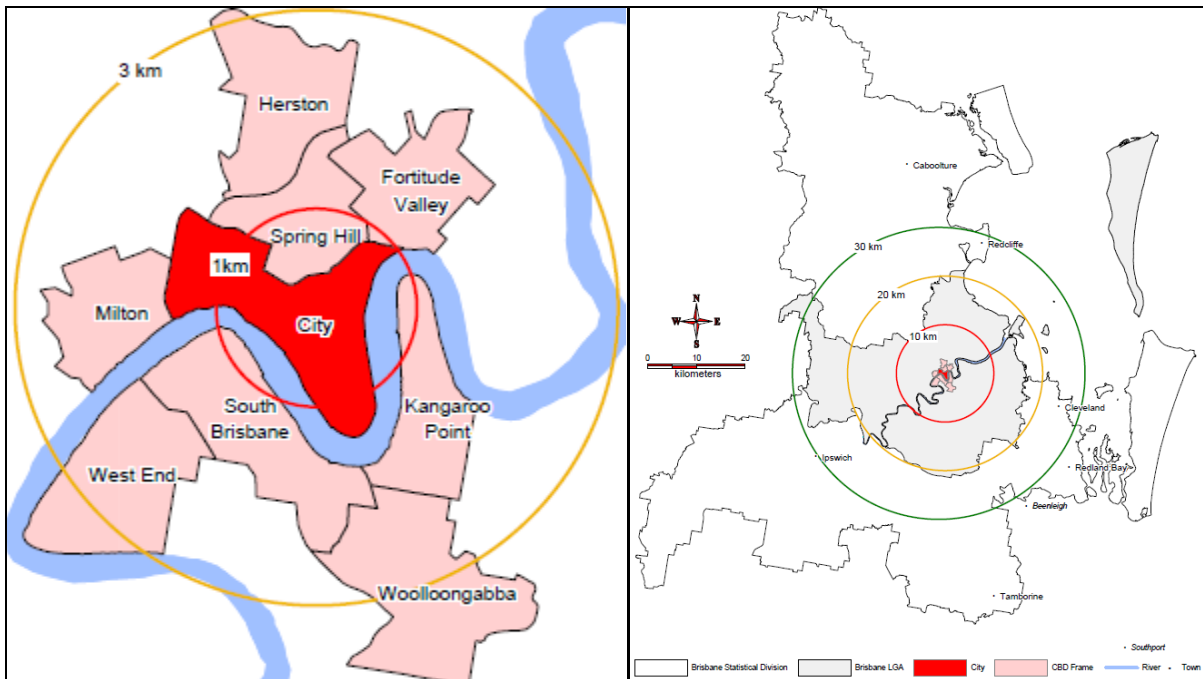 3 km
Herston
Fortitude
Valley
Spring Hill
1km
Milton
City
South
Brisbane
Kangaroo
Point
West End
Woolloongabba
Caboolture
30 km
Redcliffe
20 km
N
W E
S
10 km
0 10 20
kilometers
Cleveland
Ipswich
Redland Bay
Beenleigh
Tamborine
Southport
Brisbane Statistical Division Brisbane LGA City CBD Frame River Town